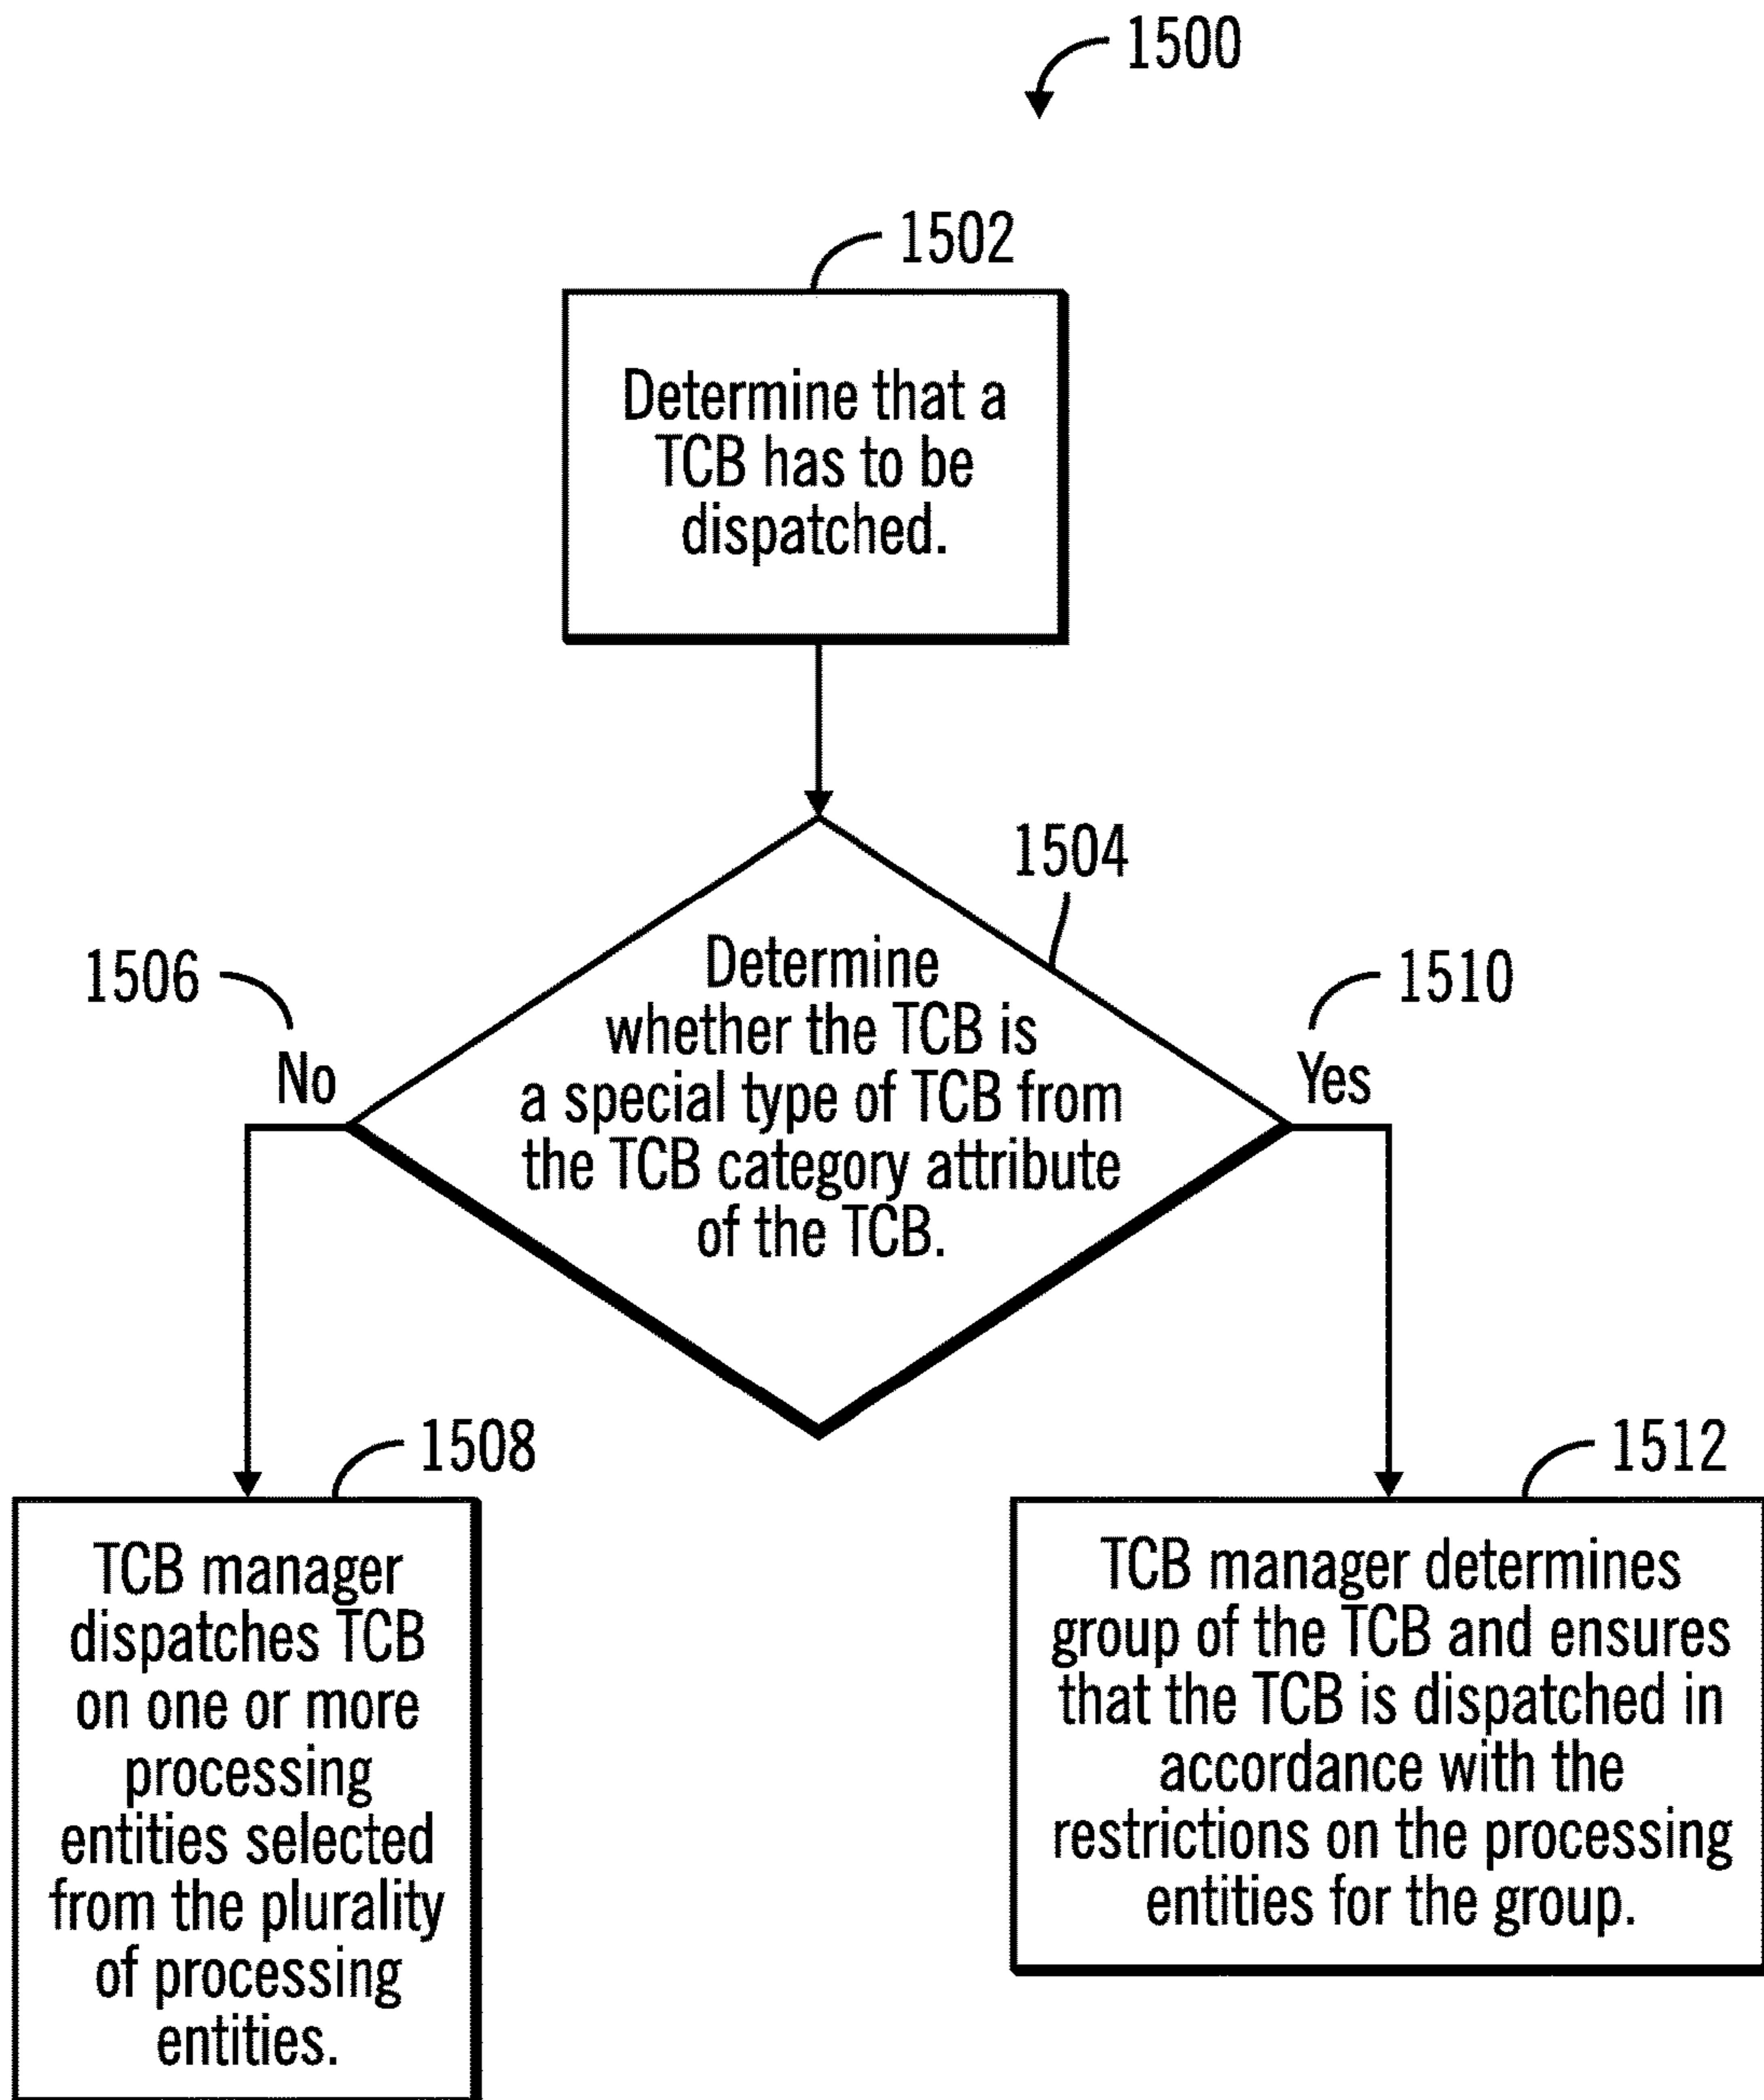 1500
1502
Determine that a
TCB has to be
dispatched.
1504
Determine
whether the TCB is
a special type of TCB from
the TCB category attribute
of the TCB.
1506
No
1510
Yes
1508
TCB manager
dispatches TCB
on one or more
processing
entities selected
from the plurality
of processing
entities.
1512
TCB manager determines
group of the TCB and ensures
that the TCB is dispatched in
accordance with the
restrictions on the processing
entities for the group.